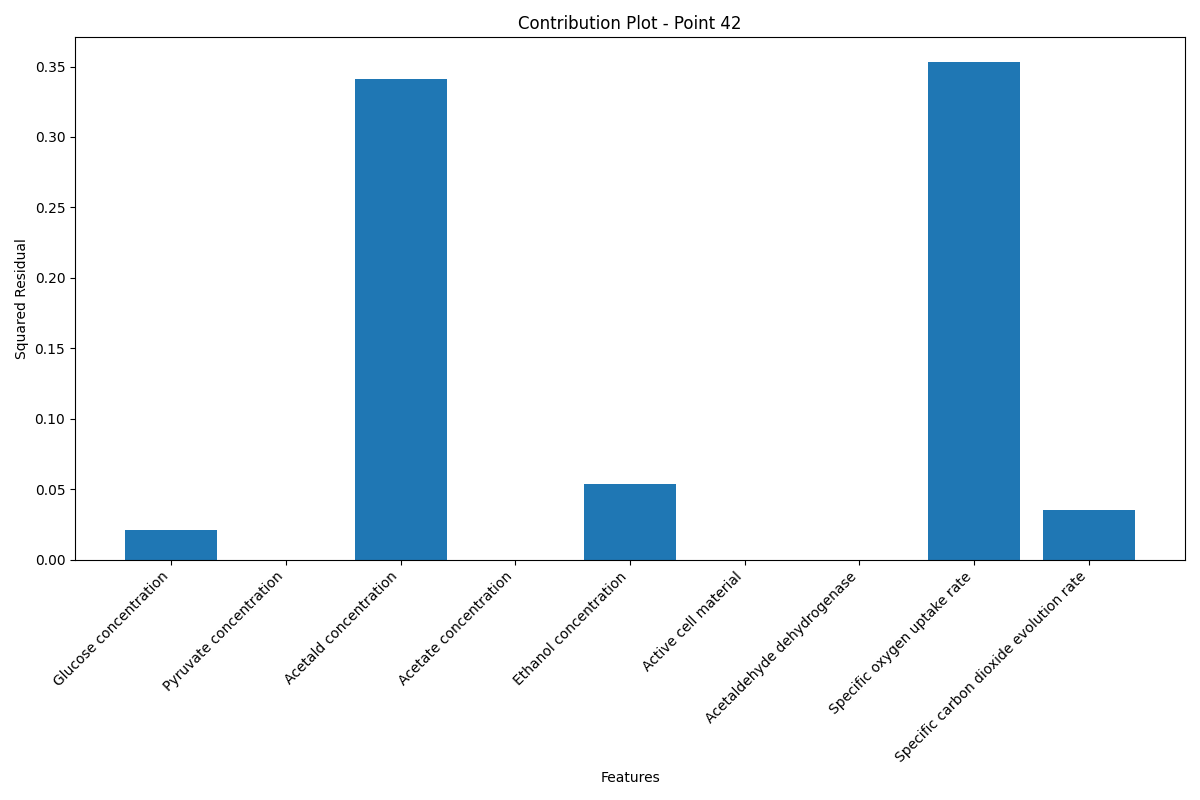 Contribution Plot - Point 42
Squared Residual
0.35
0.30
0.25
0.20
0.15
0.10
0.05
0.00
Glucose concentration
Pyruvate concentration
Acetald concentration
Acetate concentration
Ethanol concentration
Active cell material
Acetaldehyde dehydrogenase
Specific oxygen uptake rate
Specific carbon dioxide evolution rate
Features